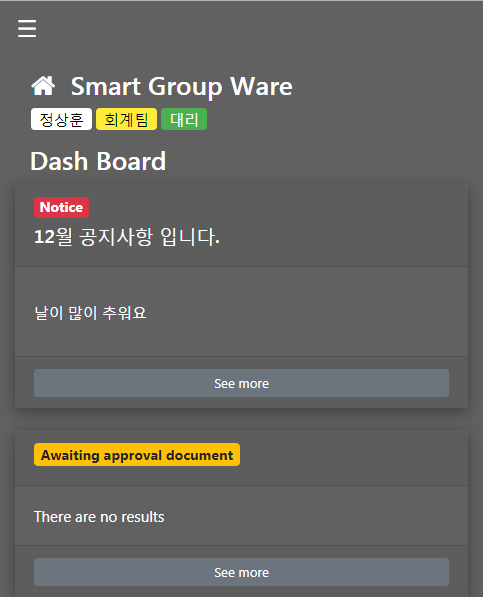 Smart Group Ware
정상훈 회계팀 대리
Dash Board
Notice
12월 공지사항 입니다.
날이 많이 추워요
See more
Awaiting approval document
There are no results
See more